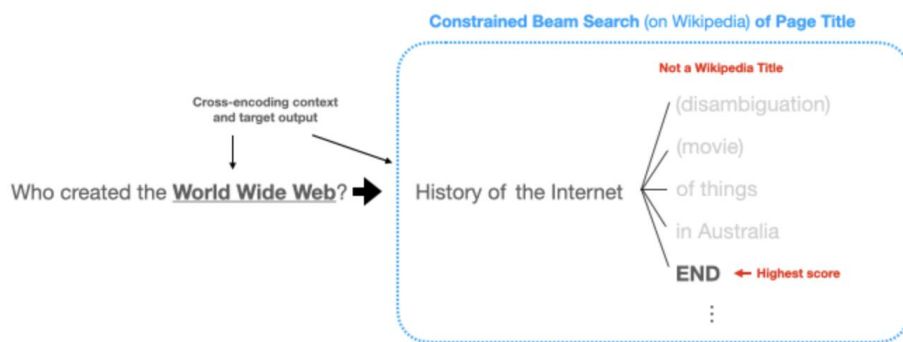 Constrained Beam Search (on Wikipedia) of Page Title
Not a Wikipedia Title
Cross-encoding context
and target output
(disambiguation)
(movie)
Who created the World Wide Web?
History of the Internet
of things
in Australia
END
Highest score
⋮